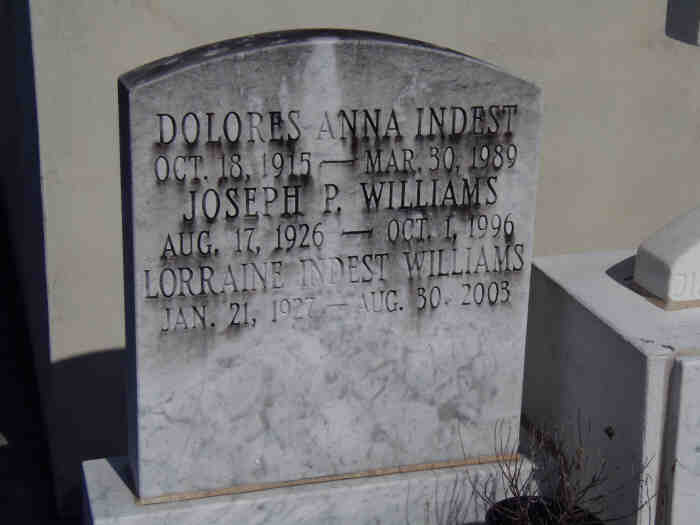 DOLORES ANNA INDEST
OCT. 18, 1915 — MAR. 30, 1989
JOSEPH P. WILLIAMS
AUG. 17, 1926 — OCT. 1, 1996
LORRAINE INDEST WILLIAMS
JAN. 21, 1927 — AUG. 30, 2003